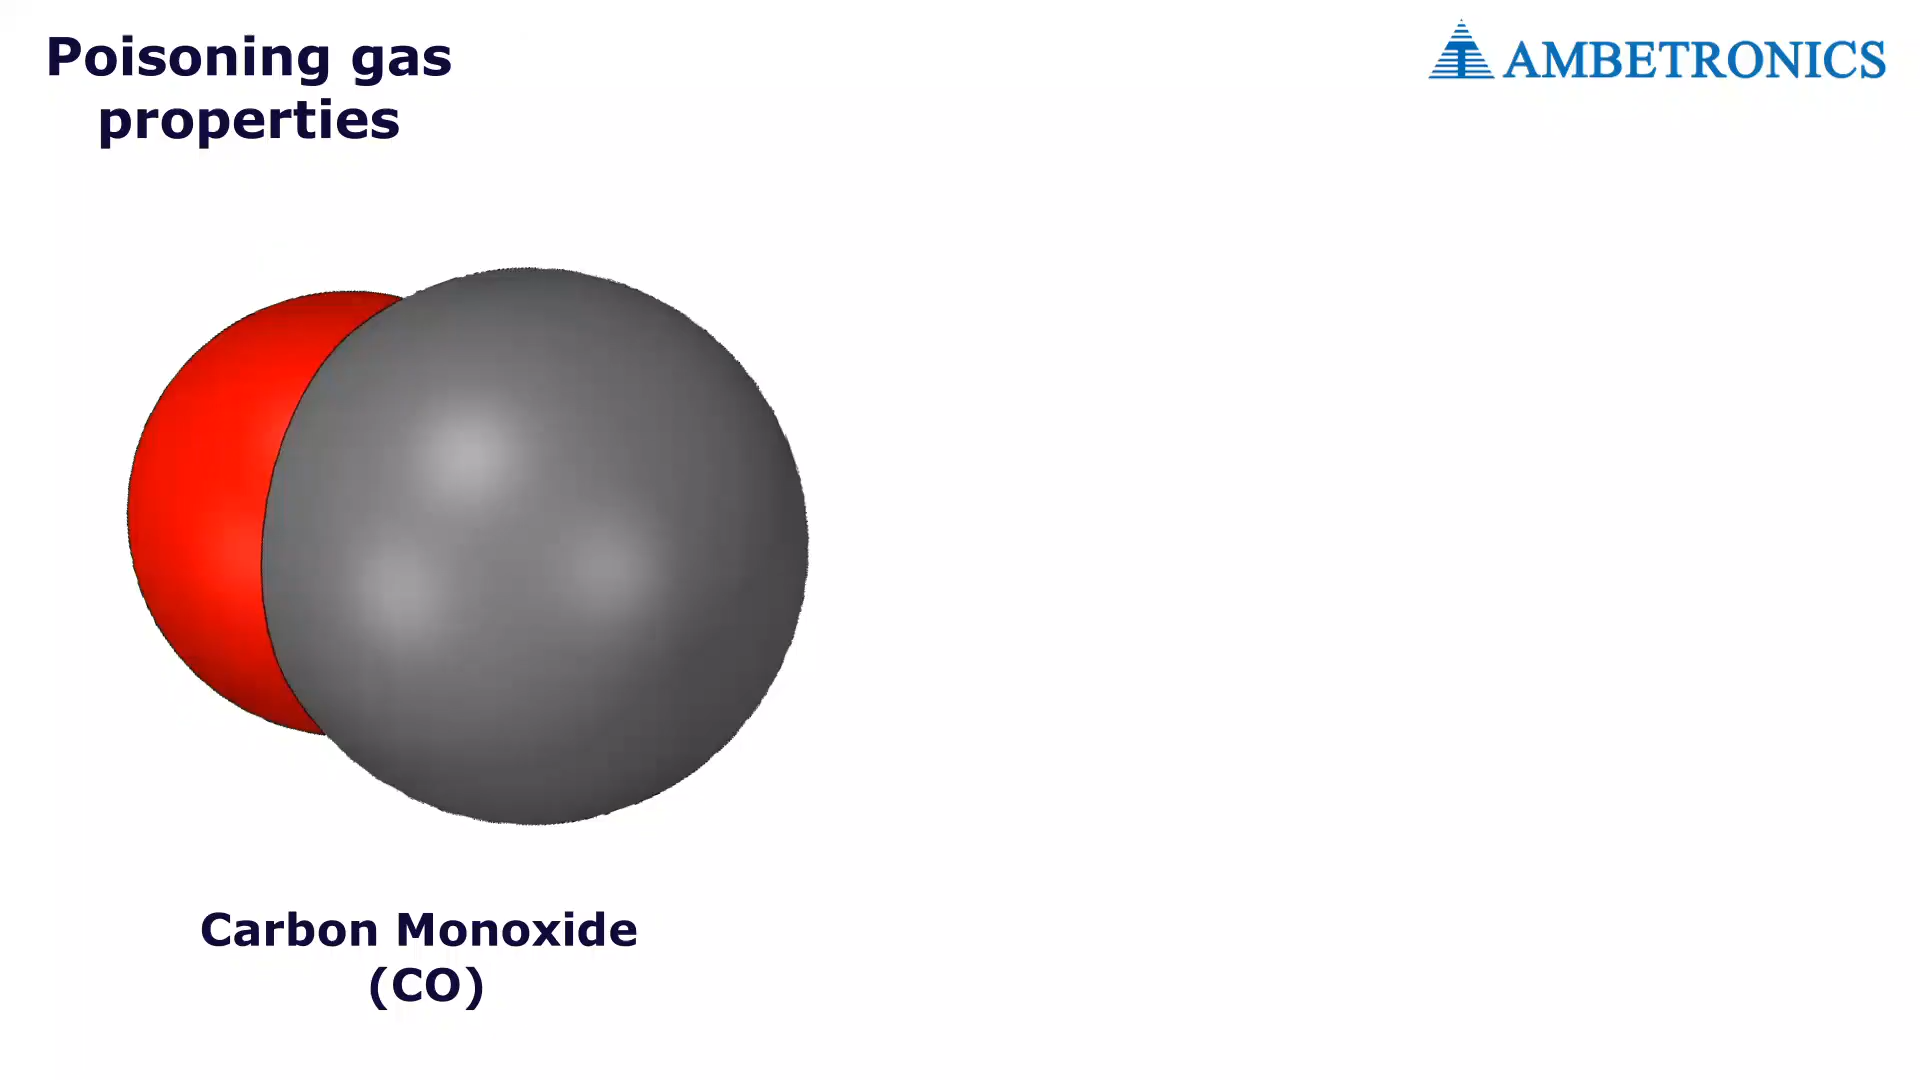 Poisoning gas
properties
AMBETRONICS
Carbon Monoxide
(CO)